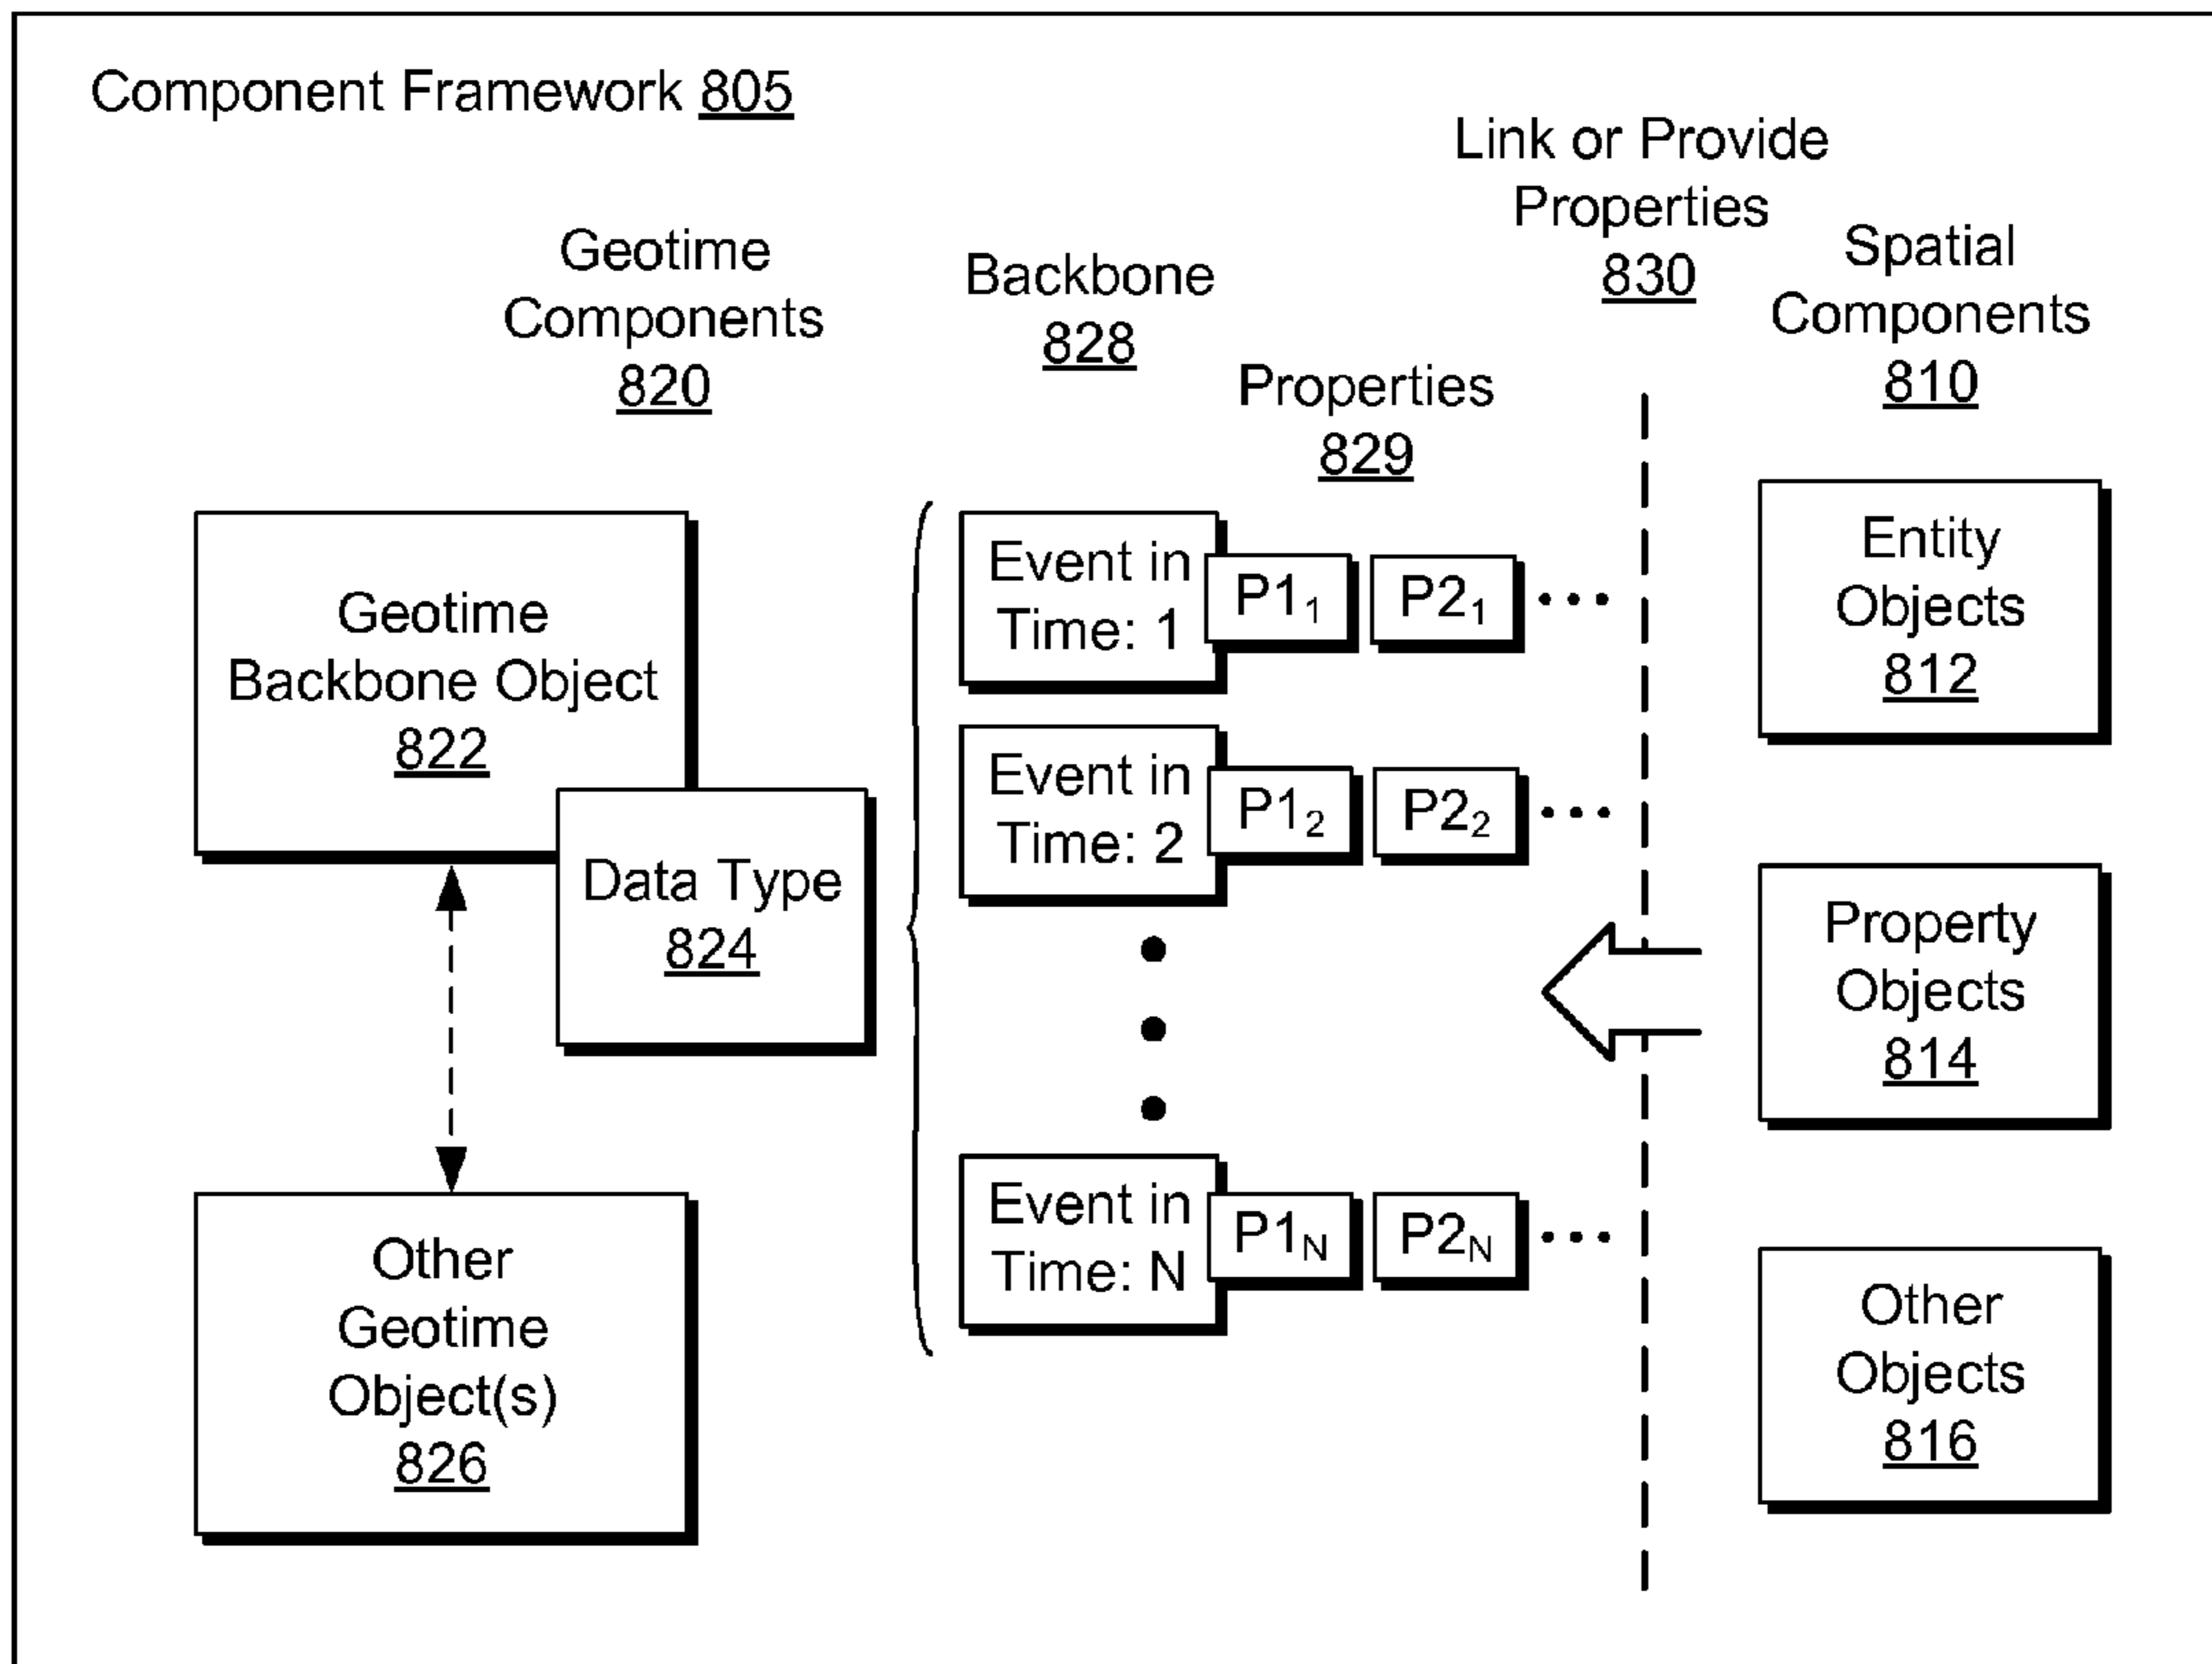 Component Framework 805
Geotime
Components
820
Backbone
828
Properties
829
Link or Provide
Properties
830
Spatial
Components
810
Geotime
Backbone Object
822
Data Type
824
Other
Geotime
Object(s)
826
Event in
Time: 1
P1₁
P2₁
•••
Event in
Time: 2
P1₂
P2₂
•••
Event in
Time: N
P1N
P2N
•••
Entity
Objects
812
Property
Objects
814
Other
Objects
816